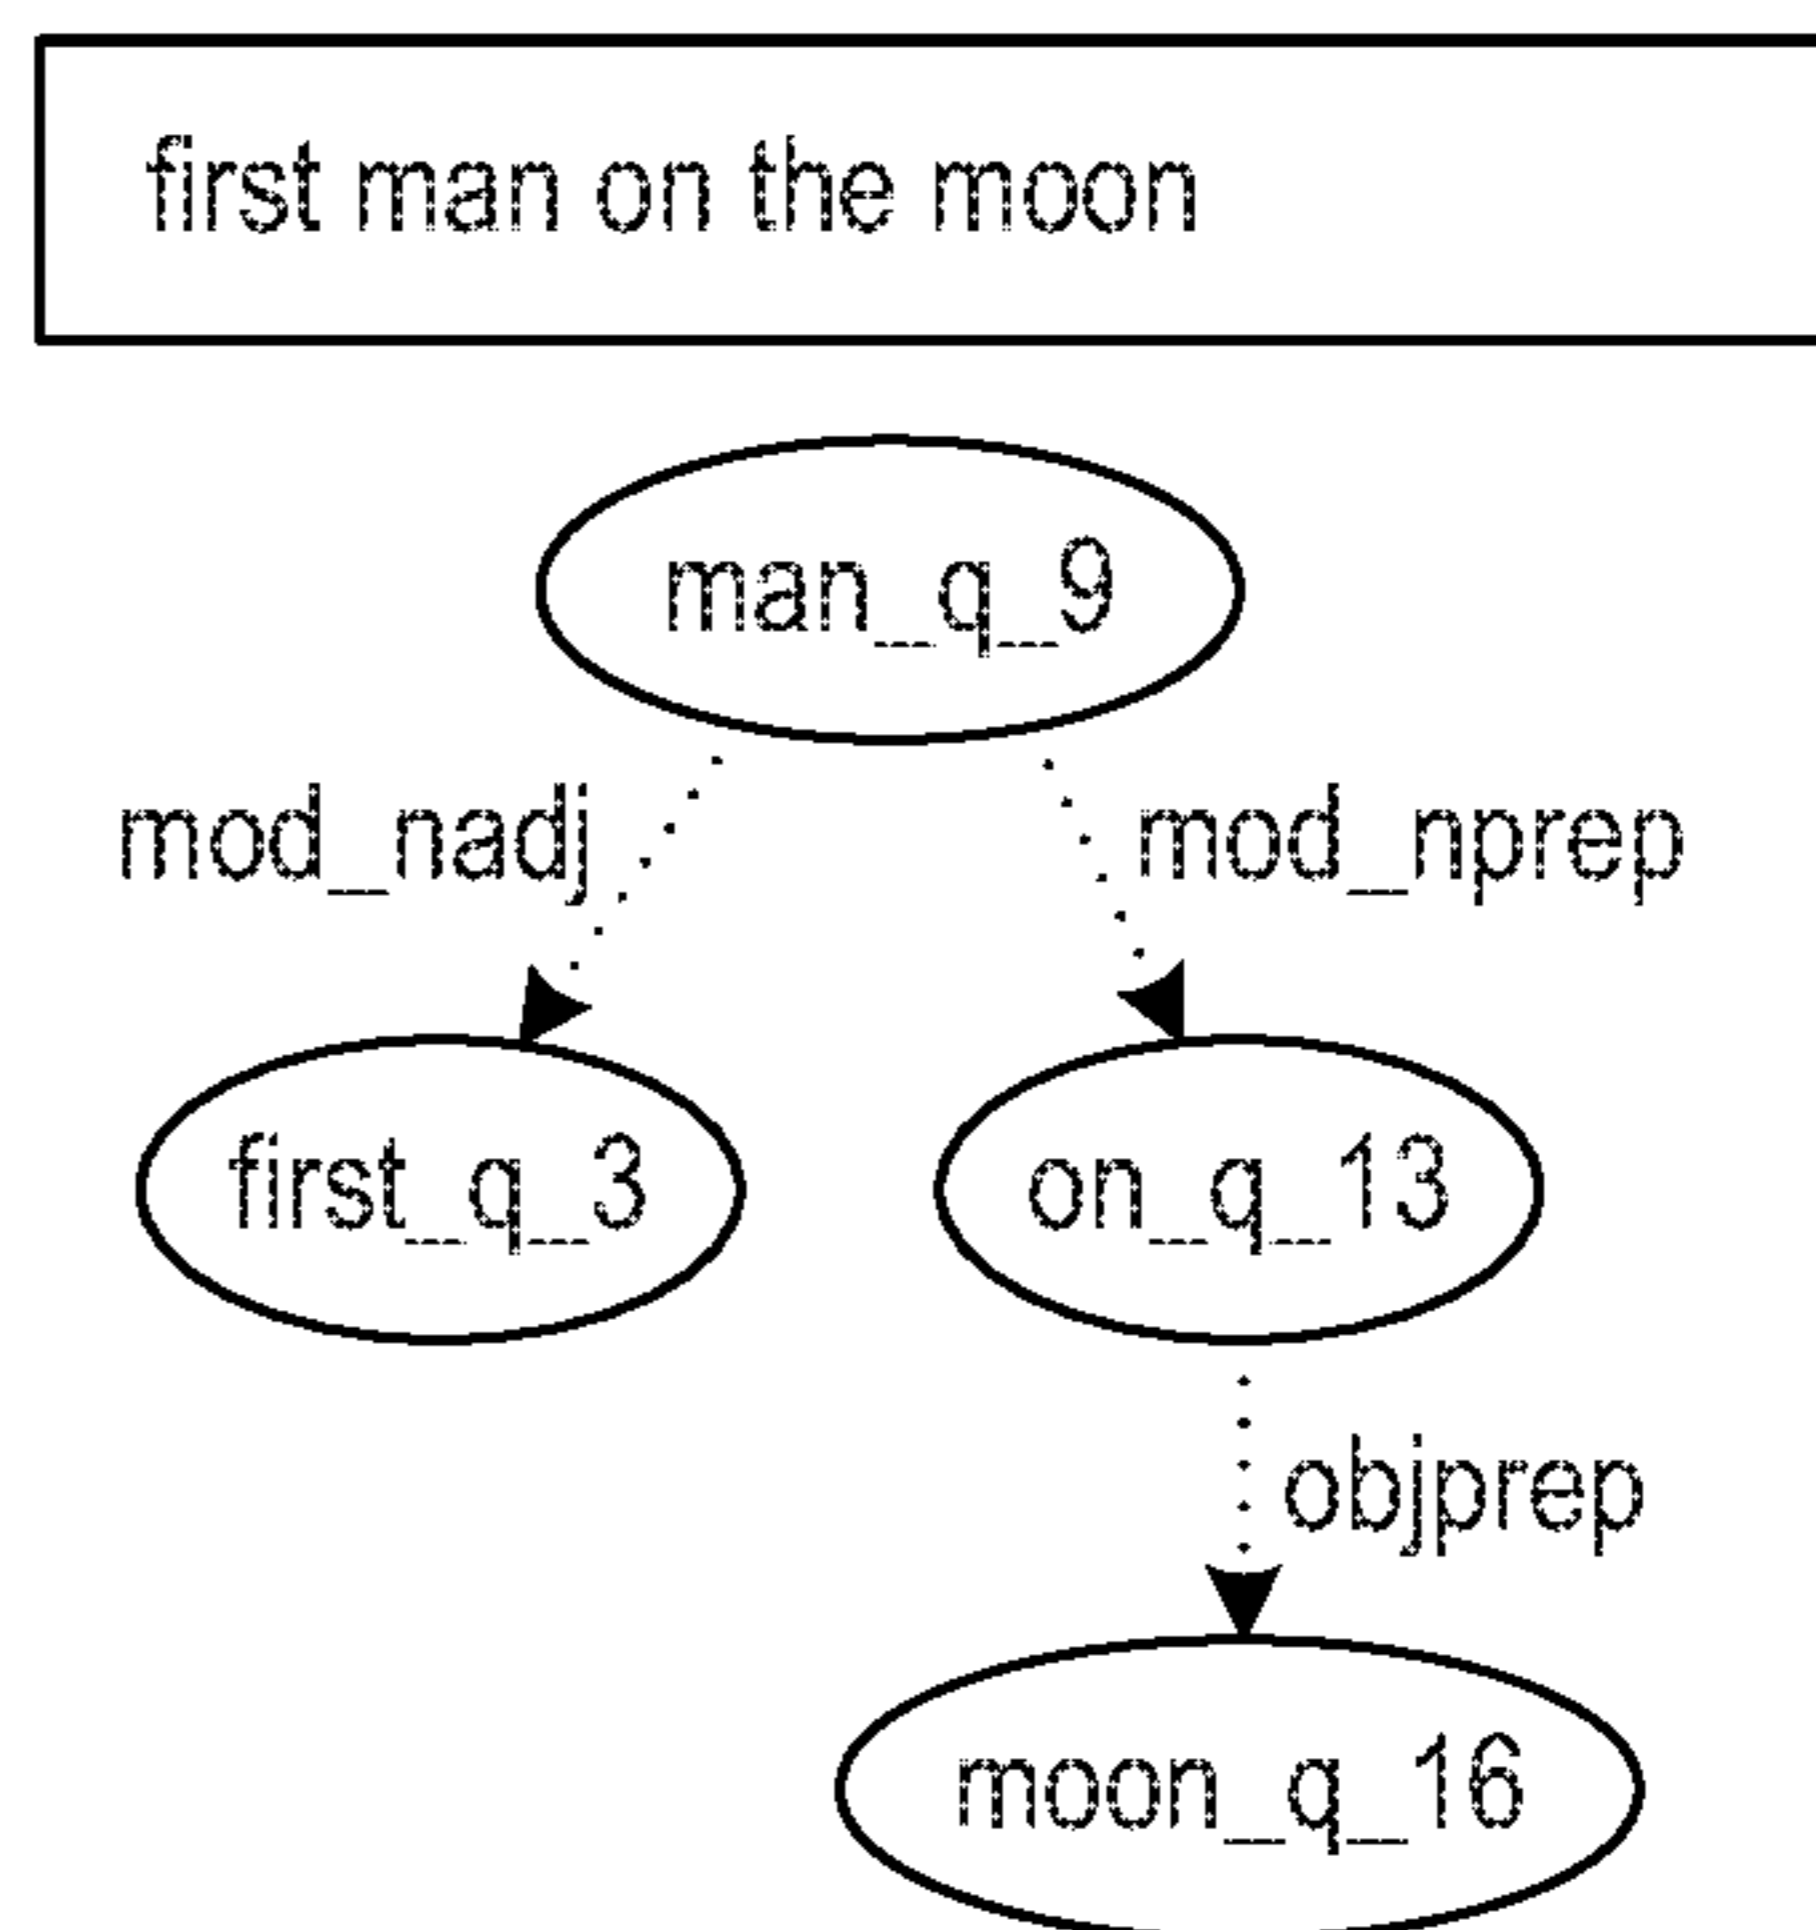 first man on the moon
man_q_9
mod_nadj mod_nprep
first_q_3 on_q_13
objprep
moon_q_16